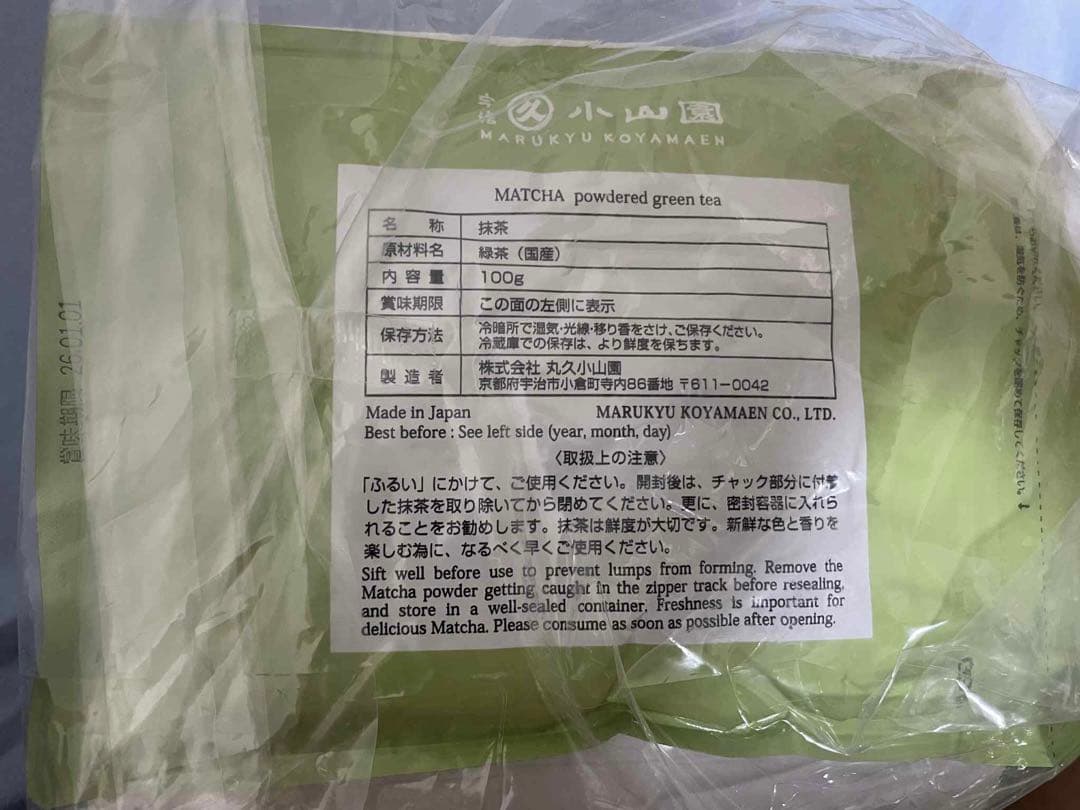 宇治 久 小山園
MARUKYU KOYAMAEN
MATCHA powdered green tea
名称 抹茶
原材料名 緑茶（国産）
内容量 100g
賞味期限 この面の左側に表示
保存方法 冷暗所で湿気・光線・移り香をさけ、ご保存ください。
冷蔵庫での保存は、より鮮度を保ちます。
製造者 株式会社 丸久小山園
京都府宇治市小倉町寺内86番地 〒611-0042
Made in Japan MARUKYU KOYAMAEN CO., LTD.
Best before : See left side (year, month, day)
〈取扱上の注意〉
「ふるい」にかけて、ご使用ください。開封後は、チャック部分に付着
した抹茶を取り除いてから閉めてください。更に、密封容器に入れら
れることをお勧めします。抹茶は鮮度が大切です。新鮮な色と香りを
楽しむ為に、なるべく早くご使用ください。
Sift well before use to prevent lumps from forming. Remove the
Matcha powder getting caught in the zipper track before resealing,
and store in a well-sealed container. Freshness is important for
delicious Matcha. Please consume as soon as possible after opening.
賞味期限 26.01.01